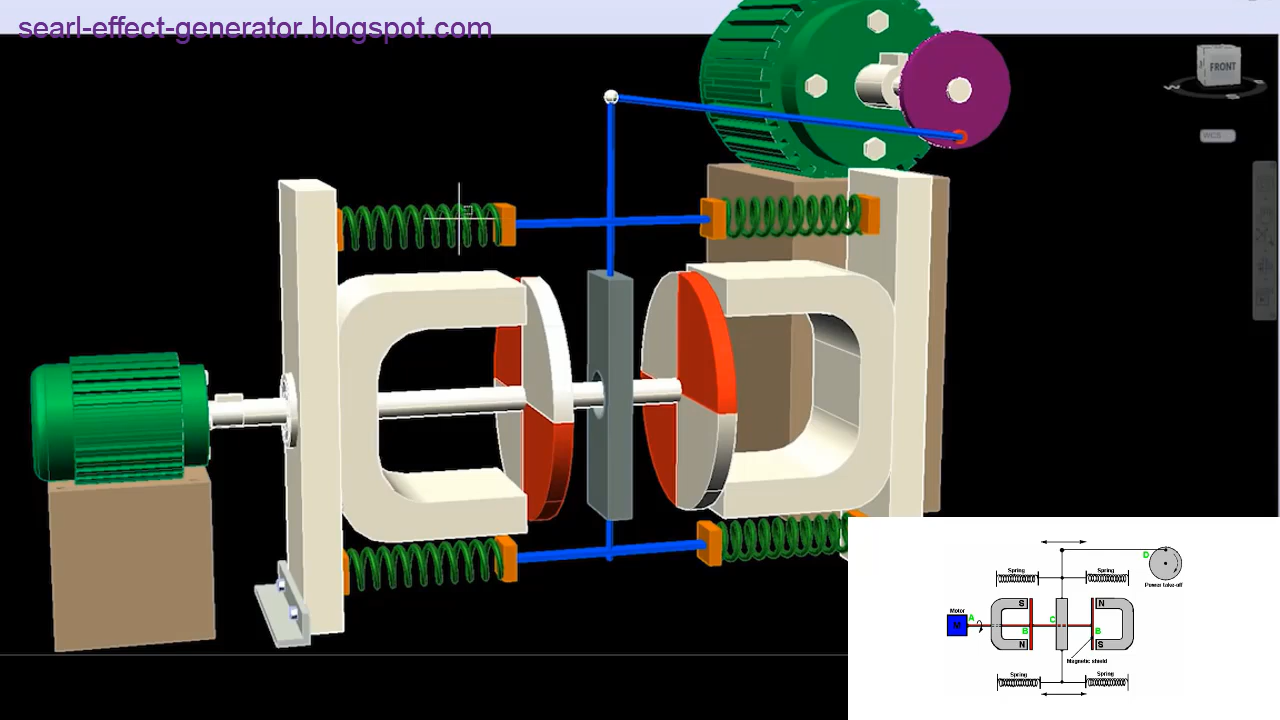 searl-effect-generator.blogspot.com
FRONT
W
WCS
D
Spring
Spring
Power take-off
Motor
A
S
N
C
M
B
B
N
S
Magnetic shield
Spring
Spring